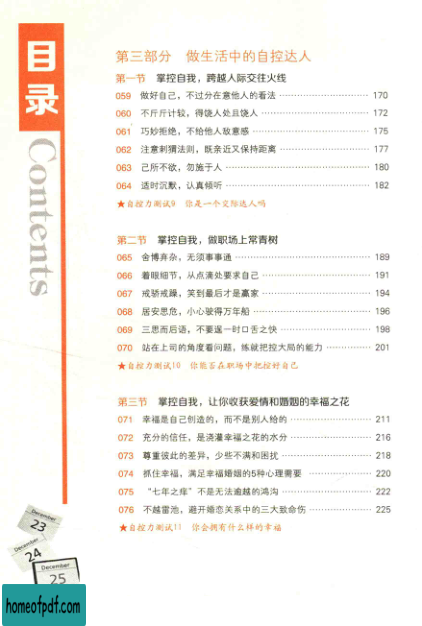 目录
Contents
第三部分 做生活中的自控达人
第一节 掌控自我，跨越人际交往火线
059 做好自己，不过分在意他人的看法 170
060 不斤斤计较，得饶人处且饶人 172
061 巧妙拒绝，不给他人敌意感 175
062 注意刺猬法则，既亲近又保持距离 177
063 己所不欲，勿施于人 180
064 适时沉默，认真倾听 182
★自控力测试9 你是一个交际达人吗
第二节 掌控自我，做职场上常青树
065 舍博弃杂，无须事事通 189
066 着眼细节，从点滴处要求自己 191
067 戒骄戒躁，笑到最后才是赢家 194
068 居安思危，小心驶得万年船 196
069 三思而后语，不要逞一时口舌之快 198
070 站在上司的角度看问题，练就把控大局的能力 201
★自控力测试10 你能否在职场中把控好自己
第三节 掌控自我，让你收获爱情和婚姻的幸福之花
071 幸福是自己创造的，而不是别人给的 211
072 充分的信任，是浇灌幸福之花的水分 216
073 尊重彼此的差异，少些不满和困扰 218
074 抓住幸福，满足幸福婚姻的5种心理需要 220
075 “七年之痒”不是无法逾越的鸿沟 222
076 不越雷池，避开婚恋关系中的三大致命伤 225
★自控力测试11 你会拥有什么样的幸福
December
23
December
24
December
25
homeofpdf.com